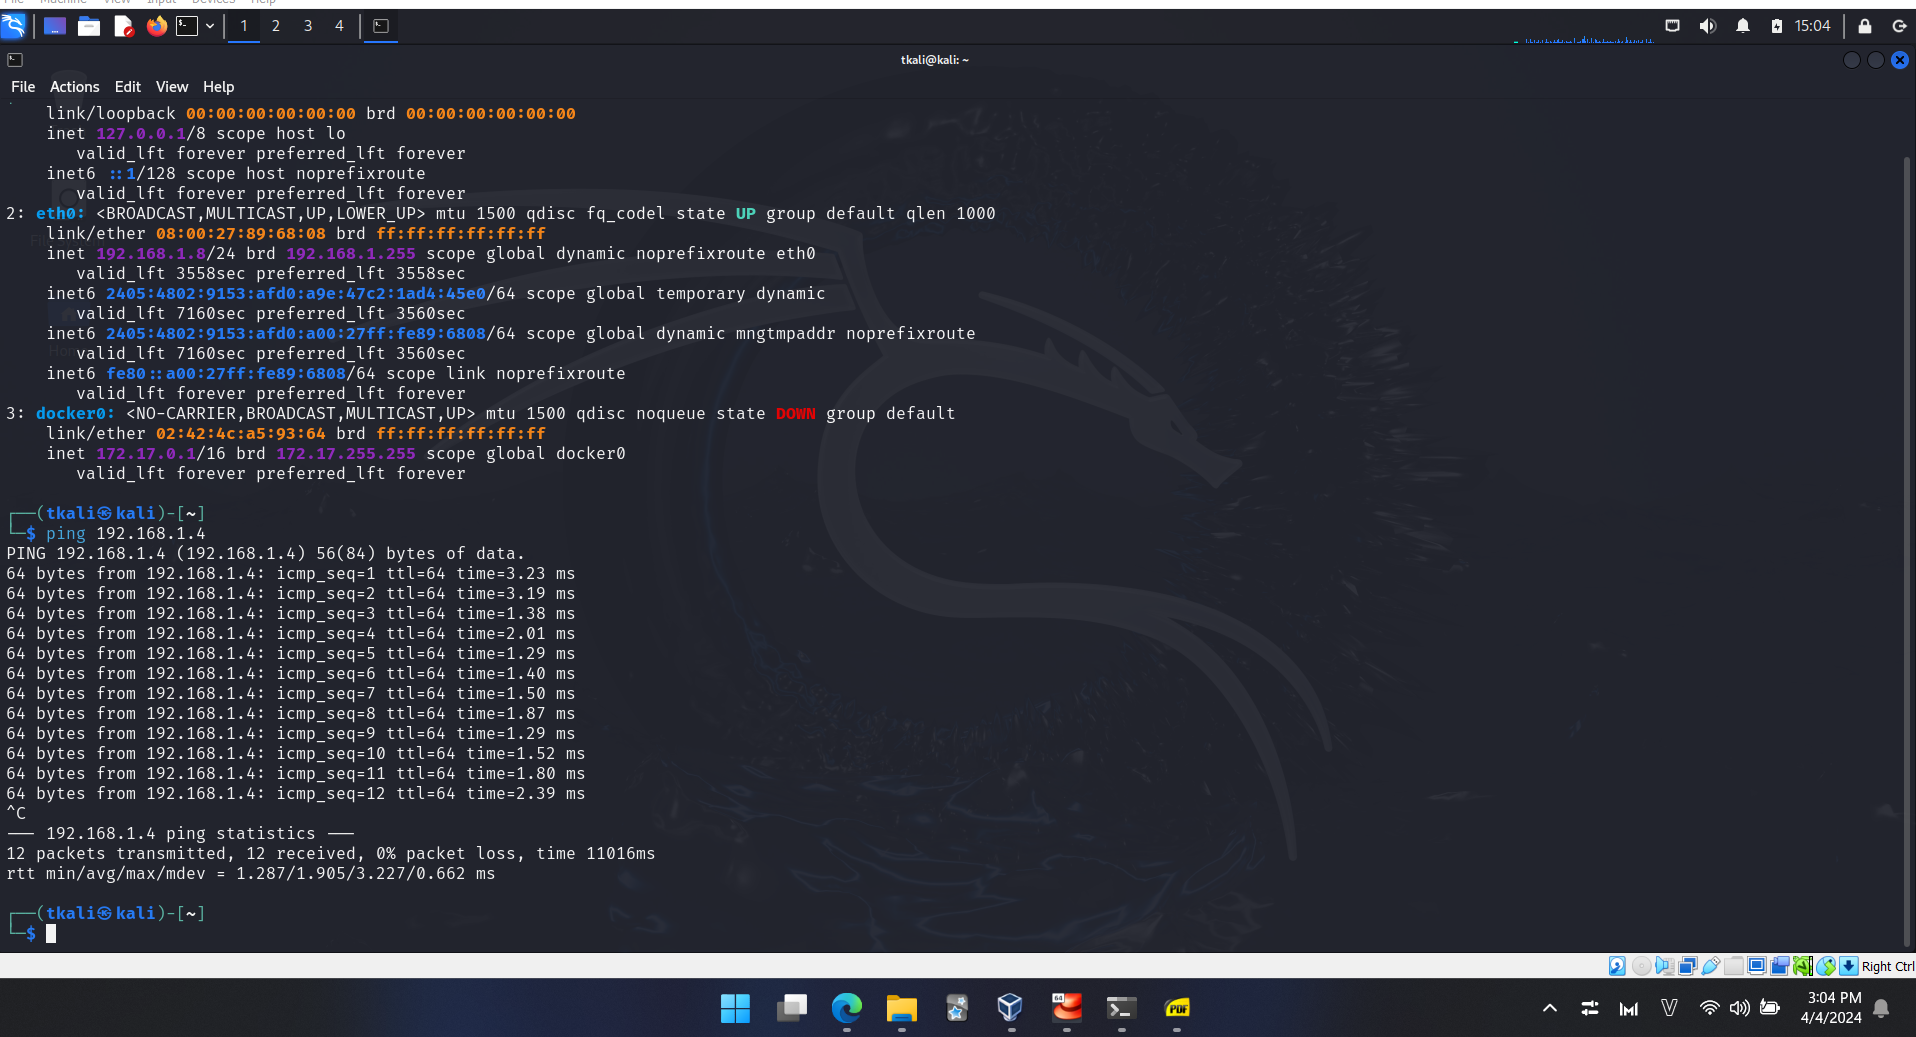 File Machine View Input Devices Help
1 2 3 4
15:04
tkali@kali: ~
File Actions Edit View Help
link/loopback 00:00:00:00:00:00 brd 00:00:00:00:00:00
inet 127.0.0.1/8 scope host lo
valid_lft forever preferred_lft forever
inet6 ::1/128 scope host noprefixroute
valid_lft forever preferred_lft forever
2: eth0: <BROADCAST,MULTICAST,UP,LOWER_UP> mtu 1500 qdisc fq_codel state UP group default qlen 1000
link/ether 08:00:27:89:68:08 brd ff:ff:ff:ff:ff:ff
inet 192.168.1.8/24 brd 192.168.1.255 scope global dynamic noprefixroute eth0
valid_lft 3558sec preferred_lft 3558sec
inet6 2405:4802:9153:afd0:a9e:47c2:1ad4:45e0/64 scope global temporary dynamic
valid_lft 7160sec preferred_lft 3560sec
inet6 2405:4802:9153:afd0:a00:27ff:fe89:6808/64 scope global dynamic mngtmpaddr noprefixroute
valid_lft 7160sec preferred_lft 3560sec
inet6 fe80::a00:27ff:fe89:6808/64 scope link noprefixroute
valid_lft forever preferred_lft forever
3: docker0: <NO-CARRIER,BROADCAST,MULTICAST,UP> mtu 1500 qdisc noqueue state DOWN group default
link/ether 02:42:4c:a5:93:64 brd ff:ff:ff:ff:ff:ff
inet 172.17.0.1/16 brd 172.17.255.255 scope global docker0
valid_lft forever preferred_lft forever
┌──(tkali㉿kali)-[~]
└─$ ping 192.168.1.4
PING 192.168.1.4 (192.168.1.4) 56(84) bytes of data.
64 bytes from 192.168.1.4: icmp_seq=1 ttl=64 time=3.23 ms
64 bytes from 192.168.1.4: icmp_seq=2 ttl=64 time=3.19 ms
64 bytes from 192.168.1.4: icmp_seq=3 ttl=64 time=1.38 ms
64 bytes from 192.168.1.4: icmp_seq=4 ttl=64 time=2.01 ms
64 bytes from 192.168.1.4: icmp_seq=5 ttl=64 time=1.29 ms
64 bytes from 192.168.1.4: icmp_seq=6 ttl=64 time=1.40 ms
64 bytes from 192.168.1.4: icmp_seq=7 ttl=64 time=1.50 ms
64 bytes from 192.168.1.4: icmp_seq=8 ttl=64 time=1.87 ms
64 bytes from 192.168.1.4: icmp_seq=9 ttl=64 time=1.29 ms
64 bytes from 192.168.1.4: icmp_seq=10 ttl=64 time=1.52 ms
64 bytes from 192.168.1.4: icmp_seq=11 ttl=64 time=1.80 ms
64 bytes from 192.168.1.4: icmp_seq=12 ttl=64 time=2.39 ms
^C
--- 192.168.1.4 ping statistics ---
12 packets transmitted, 12 received, 0% packet loss, time 11016ms
rtt min/avg/max/mdev = 1.287/1.905/3.227/0.662 ms
┌──(tkali㉿kali)-[~]
└─$
Right Ctrl
64
PDF
3:04 PM
4/4/2024